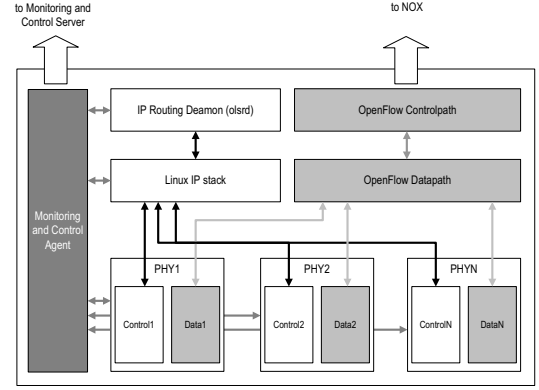 to Monitoring and
Control Server
to NOX
IP Routing Deamon (olsrd)
OpenFlow Controlpath
Linux IP stack
OpenFlow Datapath
Monitoring
and Control
Agent
PHY1
PHY2
PHYN
Control1
Data1
Control2
Data2
ControlN
DataN